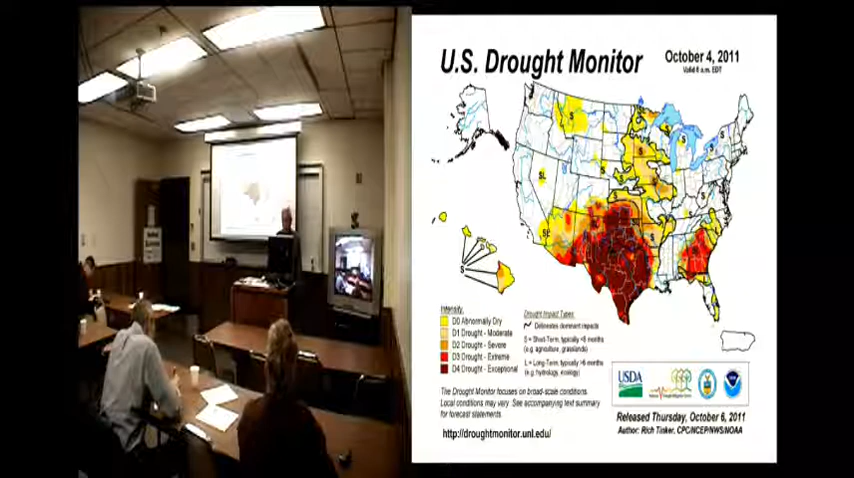 U.S. Drought Monitor
October 4, 2011
Valid 8 a.m. EDT
Intensity:
D0 Abnormally Dry
D1 Drought - Moderate
D2 Drought - Severe
D3 Drought - Extreme
D4 Drought - Exceptional
Drought Impact Types:
Delineates dominant impacts
S = Short-Term, typically <6 months
(e.g. agriculture, grasslands)
L = Long-Term, typically >6 months
(e.g. hydrology, ecology)
The Drought Monitor focuses on broad-scale conditions.
Local conditions may vary. See accompanying text summary
for forecast statements.
http://droughtmonitor.unl.edu/
USDA
Released Thursday, October 6, 2011
Author: Rich Tinker, CPC/NCEP/NWS/NOAA